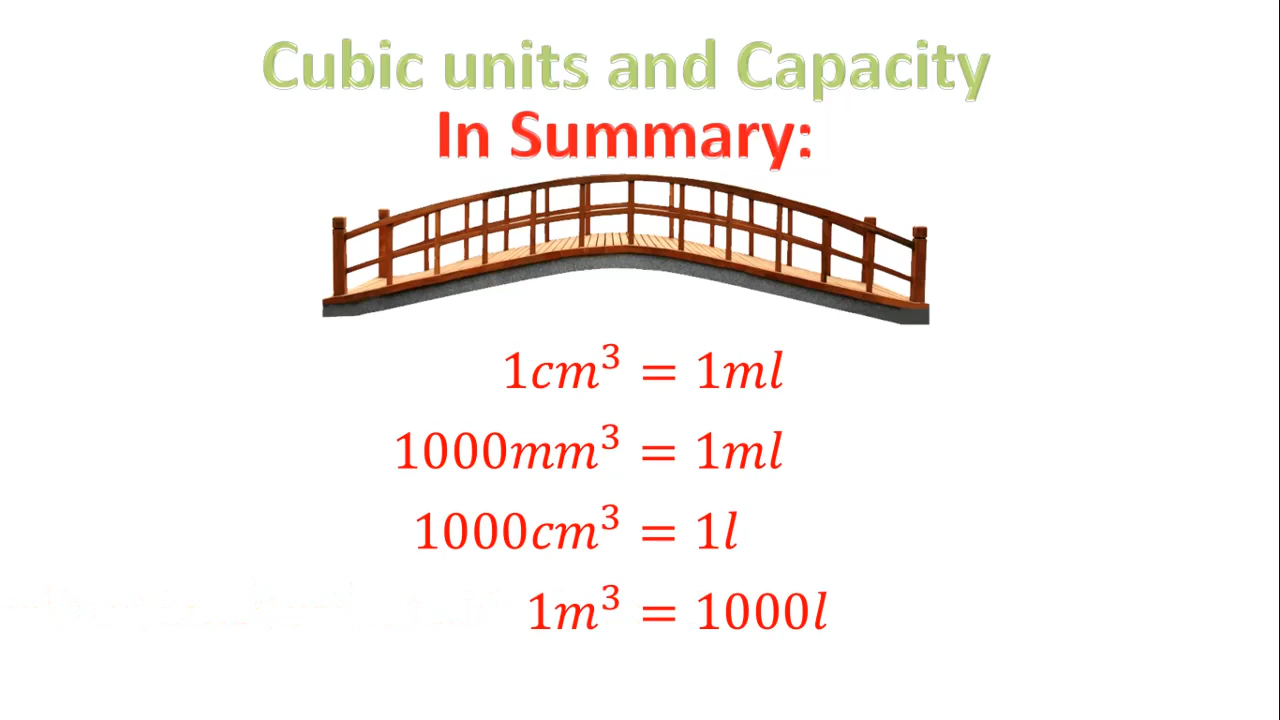 Cubic units and Capacity
In Summary:
1cm³ = 1ml
1000mm³ = 1ml
1000cm³ = 1l
1m³ = 1000l